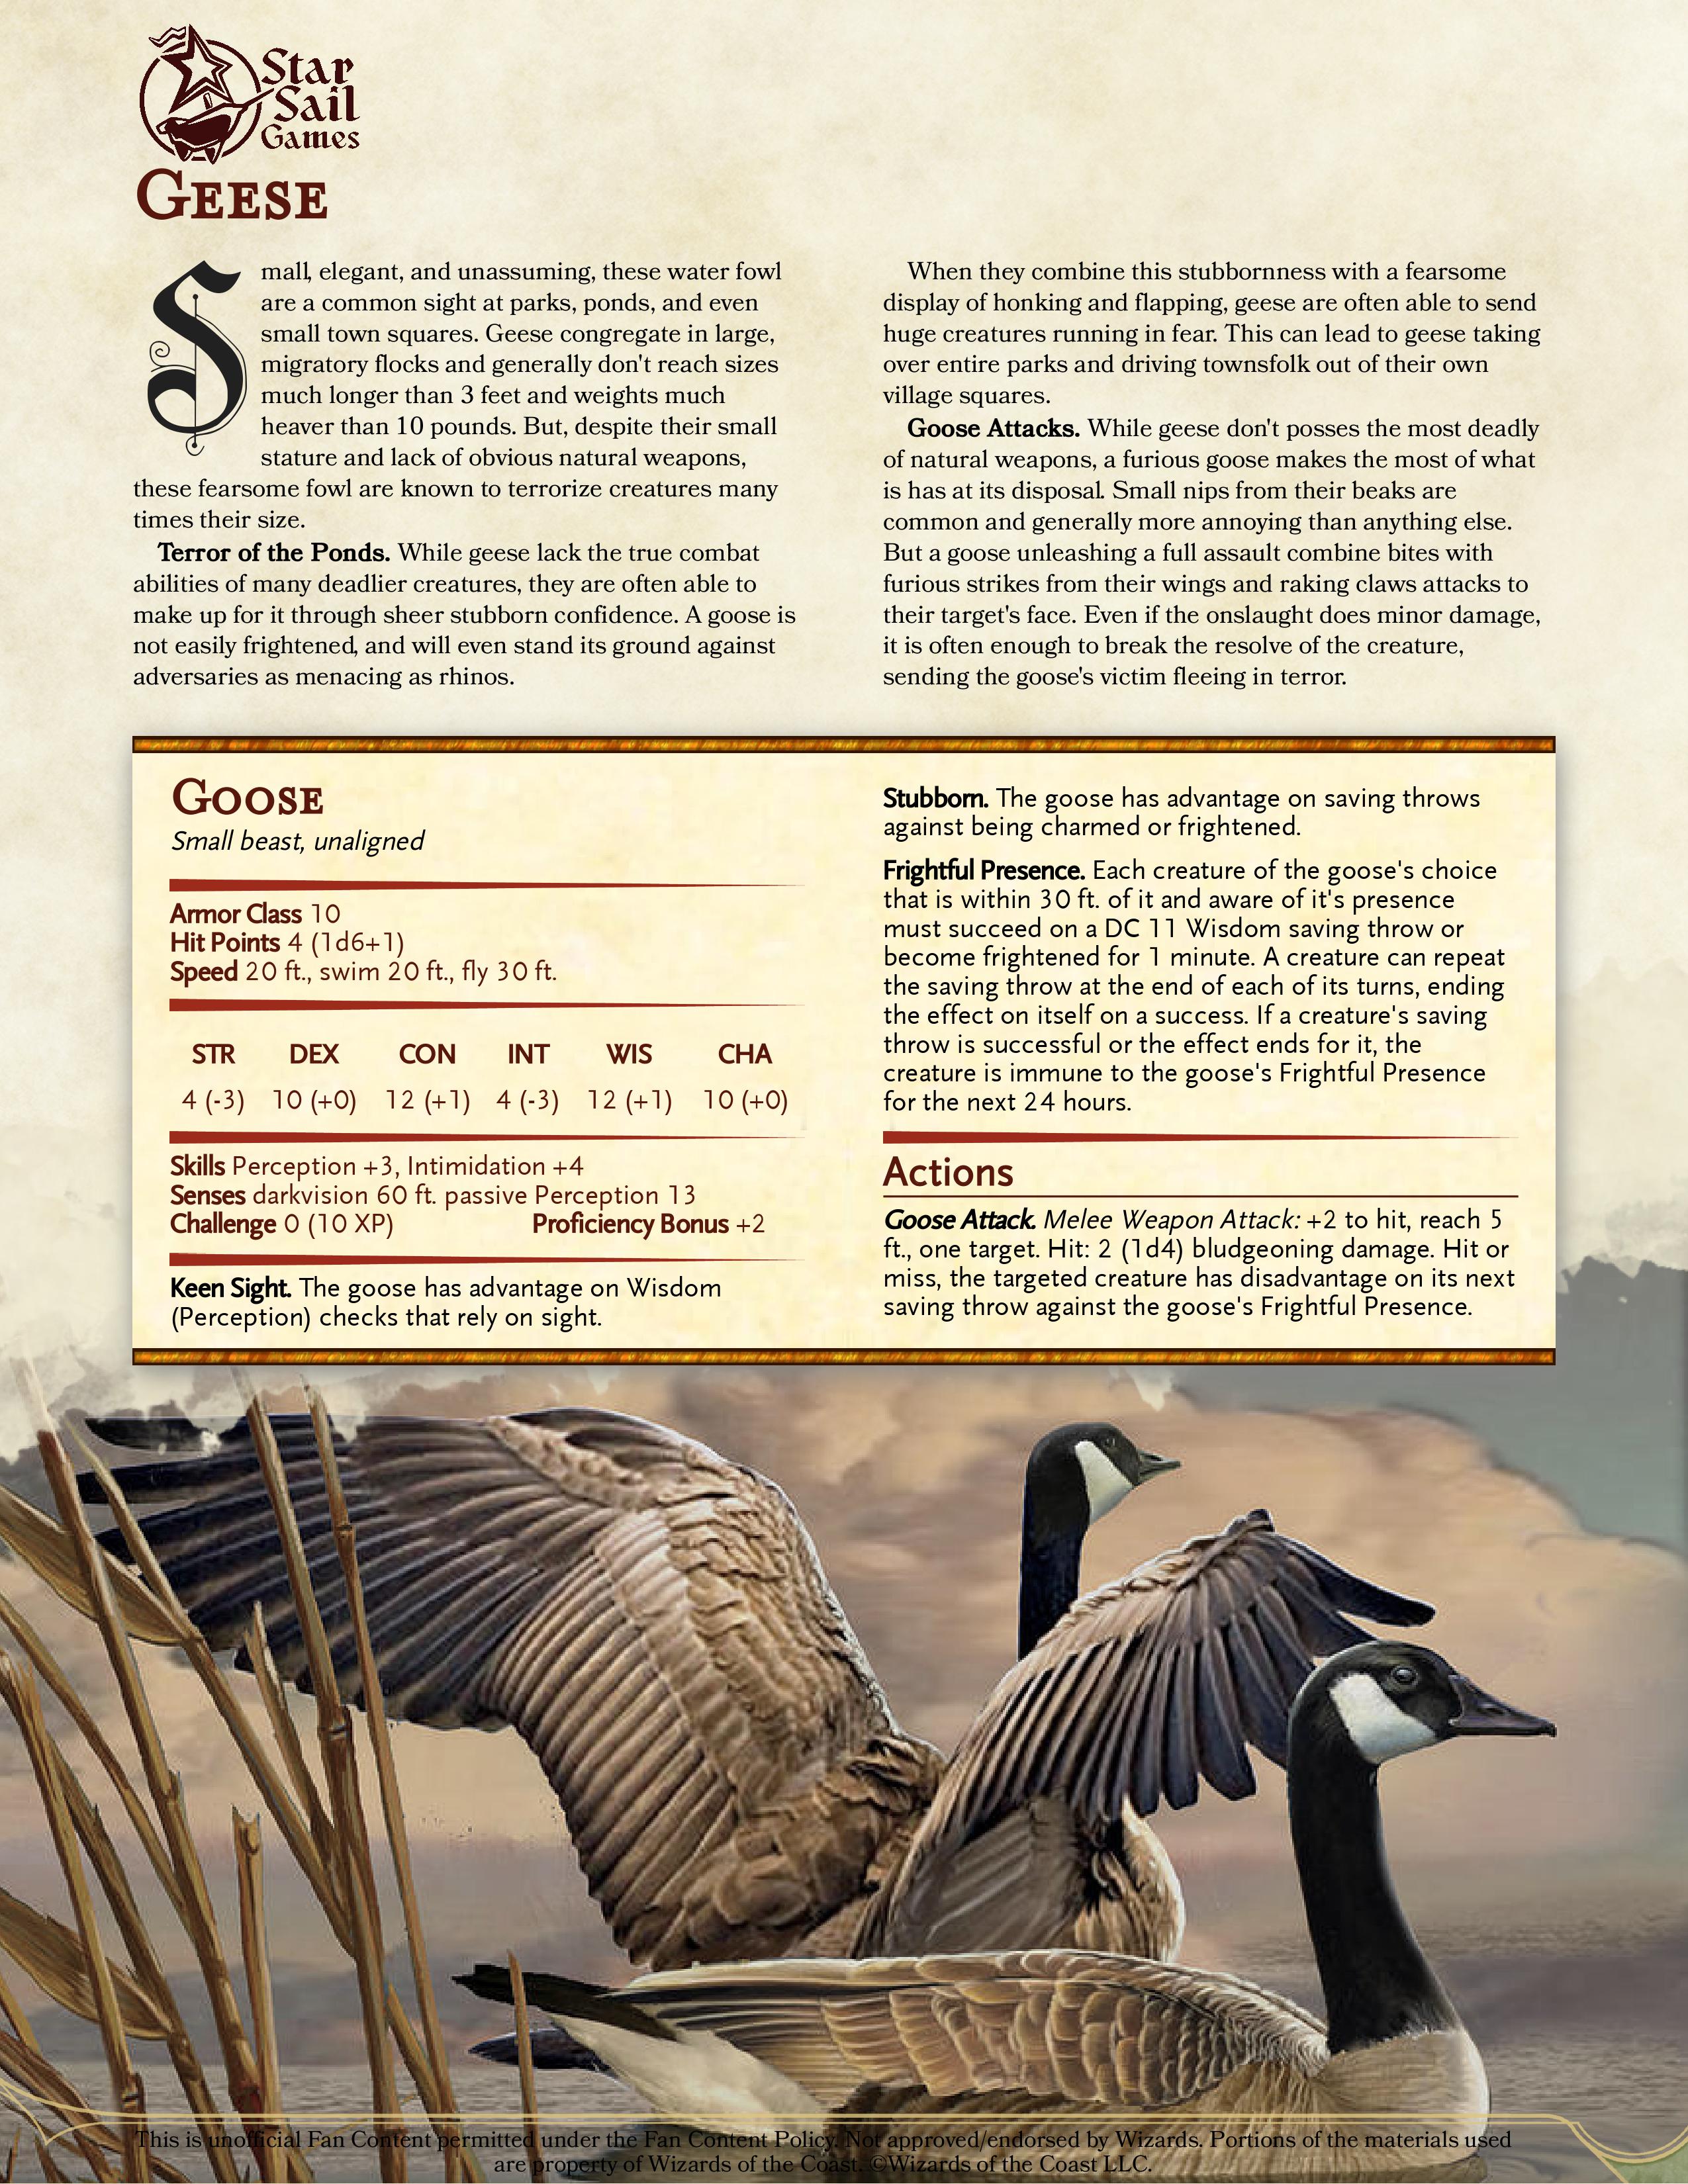 Star
Sail
Games
GEESE
Small, elegant, and unassuming, these water fowl
are a common sight at parks, ponds, and even
small town squares. Geese congregate in large,
migratory flocks and generally don't reach sizes
much longer than 3 feet and weights much
heaver than 10 pounds. But, despite their small
stature and lack of obvious natural weapons,
these fearsome fowl are known to terrorize creatures many
times their size.
Terror of the Ponds. While geese lack the true combat
abilities of many deadlier creatures, they are often able to
make up for it through sheer stubborn confidence. A goose is
not easily frightened, and will even stand its ground against
adversaries as menacing as rhinos.
When they combine this stubbornness with a fearsome
display of honking and flapping, geese are often able to send
huge creatures running in fear. This can lead to geese taking
over entire parks and driving townsfolk out of their own
village squares.
Goose Attacks. While geese don't posses the most deadly
of natural weapons, a furious goose makes the most of what
is has at its disposal. Small nips from their beaks are
common and generally more annoying than anything else.
But a goose unleashing a full assault combine bites with
furious strikes from their wings and raking claws attacks to
their target's face. Even if the onslaught does minor damage,
it is often enough to break the resolve of the creature,
sending the goose's victim fleeing in terror.
GOOSE
Small beast, unaligned
Armor Class 10
Hit Points 4 (1d6+1)
Speed 20 ft., swim 20 ft., fly 30 ft.
STR DEX CON INT WIS CHA
4 (-3) 10 (+0) 12 (+1) 4 (-3) 12 (+1) 10 (+0)
Skills Perception +3, Intimidation +4
Senses darkvision 60 ft. passive Perception 13
Challenge 0 (10 XP) Proficiency Bonus +2
Keen Sight. The goose has advantage on Wisdom
(Perception) checks that rely on sight.
Stubborn. The goose has advantage on saving throws
against being charmed or frightened.
Frightful Presence. Each creature of the goose's choice
that is within 30 ft. of it and aware of it's presence
must succeed on a DC 11 Wisdom saving throw or
become frightened for 1 minute. A creature can repeat
the saving throw at the end of each of its turns, ending
the effect on itself on a success. If a creature's saving
throw is successful or the effect ends for it, the
creature is immune to the goose's Frightful Presence
for the next 24 hours.
Actions
Goose Attack. Melee Weapon Attack: +2 to hit, reach 5
ft., one target. Hit: 2 (1d4) bludgeoning damage. Hit or
miss, the targeted creature has disadvantage on its next
saving throw against the goose's Frightful Presence.
This is unofficial Fan Content permitted under the Fan Content Policy. Not approved/endorsed by Wizards. Portions of the materials used
are property of Wizards of the Coast. ©Wizards of the Coast LLC.